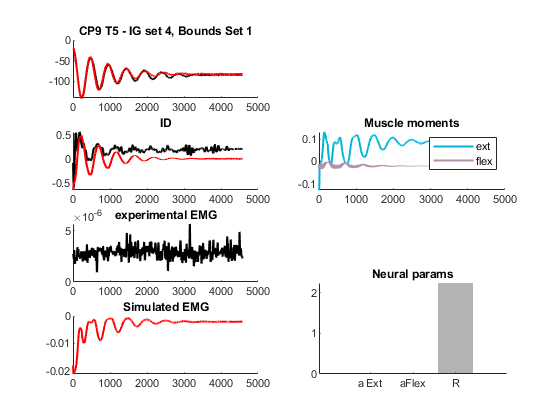 CP9 T5 - IG set 4, Bounds Set 1
0
-50
-100
0 1000 2000 3000 4000 5000
ID
0.5
0
-0.5
0 1000 2000 3000 4000 5000
Muscle moments
0.1
0
-0.1
0 1000 2000 3000 4000 5000
ext
flex
×10^-6 experimental EMG
5
0
0 1000 2000 3000 4000 5000
Simulated EMG
0
-0.01
-0.02
0 1000 2000 3000 4000 5000
Neural params
2
1
0
a Ext aFlex R